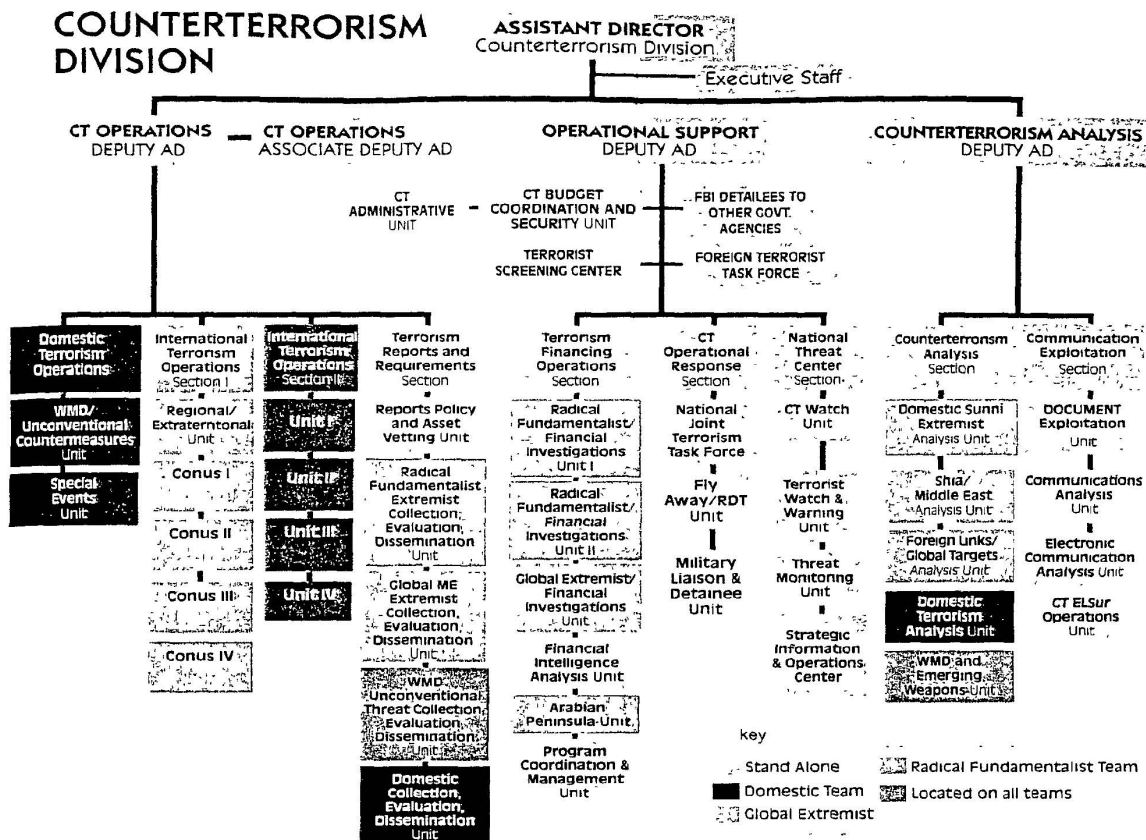 COUNTERTERRORISM
DIVISION
ASSISTANT DIRECTOR
Counterterrorism Division
Executive Staff
CT OPERATIONS
DEPUTY AD
CT OPERATIONS
ASSOCIATE DEPUTY AD
OPERATIONAL SUPPORT
DEPUTY AD
COUNTERTERRORISM ANALYSIS
DEPUTY AD
CT
ADMINISTRATIVE
UNIT
CT BUDGET
COORDINATION AND
SECURITY UNIT
FBI DETAILEES TO
OTHER GOVT.
AGENCIES
TERRORIST
SCREENING CENTER
FOREIGN TERRORIST
TASK FORCE
Domestic
Terrorism
Operations
WMD/
Unconventional
Countermeasures
Unit
Special
Events
Unit
International
Terrorism
Operations
Section I
Regional/
Extraterritorial
Unit
Conus I
Conus II
Conus III
Conus IV
International
Terrorism
Operations
Section II
Unit I
Unit II
Unit III
Unit IV
Terrorism
Reports and
Requirements
Section
Reports Policy
and Asset
Vetting Unit
Radical
Fundamentalist
Extremist
Collection,
Evaluation,
Dissemination
Unit
Global ME
Extremist
Collection,
Evaluation,
Dissemination
Unit
WMD
Unconventional
Threat Collection,
Evaluation,
Dissemination
Unit
Domestic
Collection,
Evaluation,
Dissemination
Unit
Terrorism
Financing
Operations
Section
Radical
Fundamentalist/
Financial
Investigations
Unit I
Radical
Fundamentalist/
Financial
Investigations
Unit II
Global Extremist/
Financial
Investigations
Unit
Financial
Intelligence
Analysis Unit
Arabian
Peninsula Unit
Program
Coordination &
Management
Unit
CT
Operational
Response
Section
National
Joint
Terrorism
Task Force
Fly
Away/RDT
Unit
Military
Liaison &
Detainee
Unit
National
Threat
Center
Section
CT Watch
Unit
Terrorist
Watch &
Warning
Unit
Threat
Monitoring
Unit
Strategic
Information
& Operations
Center
Counterterrorism
Analysis
Section
Domestic Sunni
Extremist
Analysis Unit
Shia/
Middle East
Analysis Unit
Foreign Links/
Global Targets
Analysis Unit
Domestic
Terrorism
Analysis Unit
WMD and
Emerging
Weapons Unit
Communication
Exploitation
Section
DOCUMENT
Exploitation
Unit
Communications
Analysis
Unit
Electronic
Communication
Analysis Unit
CT ELSur
Operations
Unit
key
Stand Alone
Domestic Team
Global Extremist
Radical Fundamentalist Team
Located on all teams